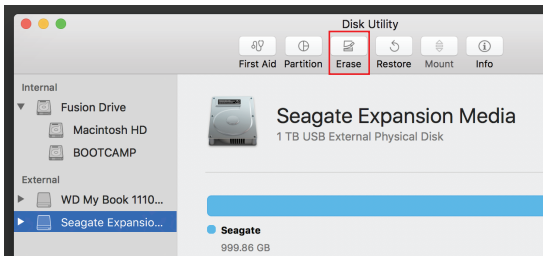 Disk Utility
First Aid Partition Erase Restore Mount Info
Internal
Fusion Drive
Macintosh HD
BOOTCAMP
External
WD My Book 1110...
Seagate Expansio...
Seagate Expansion Media
1 TB USB External Physical Disk
Seagate
999.86 GB